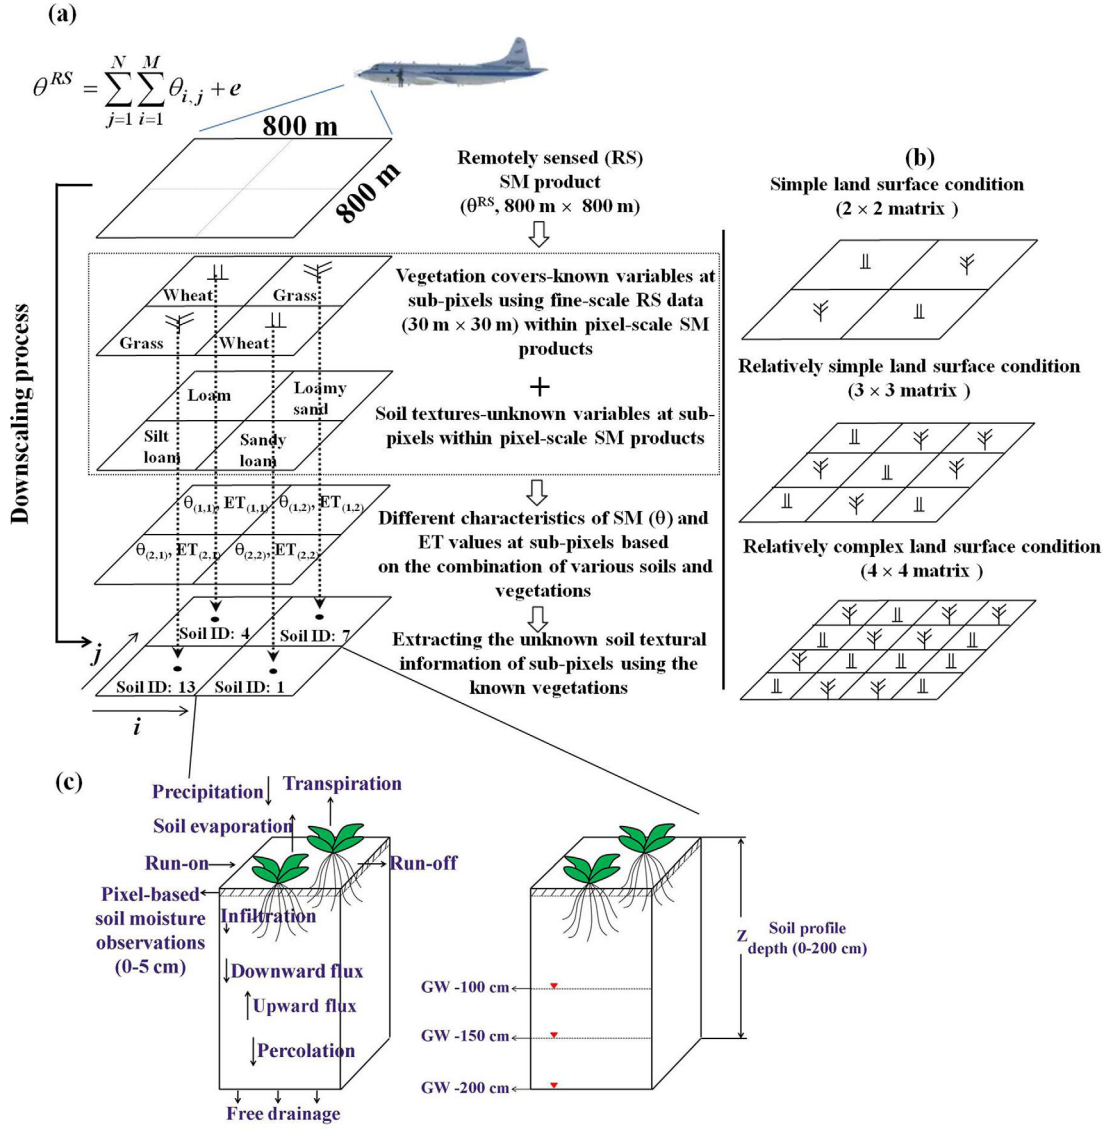 (a)
θ^RS = ∑_{j=1}^{N} ∑_{i=1}^{M} θ_{i,j} + e
800 m
800 m
Downscaling process
Remotely sensed (RS)
SM product
(θ^RS, 800 m × 800 m)
Wheat
Grass
Grass
Wheat
Vegetation covers-known variables at
sub-pixels using fine-scale RS data
(30 m × 30 m) within pixel-scale SM
products
+
Loam
Loamy
sand
Silt
loam
Sandy
loam
Soil textures-unknown variables at sub-
pixels within pixel-scale SM products
θ(1,1), ET(1,1) θ(1,2), ET(1,2)
θ(2,1), ET(2,1) θ(2,2), ET(2,2)
Different characteristics of SM (θ) and
ET values at sub-pixels based
on the combination of various soils and
vegetations
Soil ID: 4
Soil ID: 7
Soil ID: 13
Soil ID: 1
j
i
Extracting the unknown soil textural
information of sub-pixels using the
known vegetations
(b)
Simple land surface condition
(2 × 2 matrix )
Relatively simple land surface condition
(3 × 3 matrix )
Relatively complex land surface condition
(4 × 4 matrix )
(c)
Precipitation
Transpiration
Soil evaporation
Run-on
Run-off
Pixel-based
soil moisture
observations
(0-5 cm)
Infiltration
Downward flux
Upward flux
Percolation
Free drainage
GW -100 cm
GW -150 cm
GW -200 cm
Z
Soil profile
depth (0-200 cm)